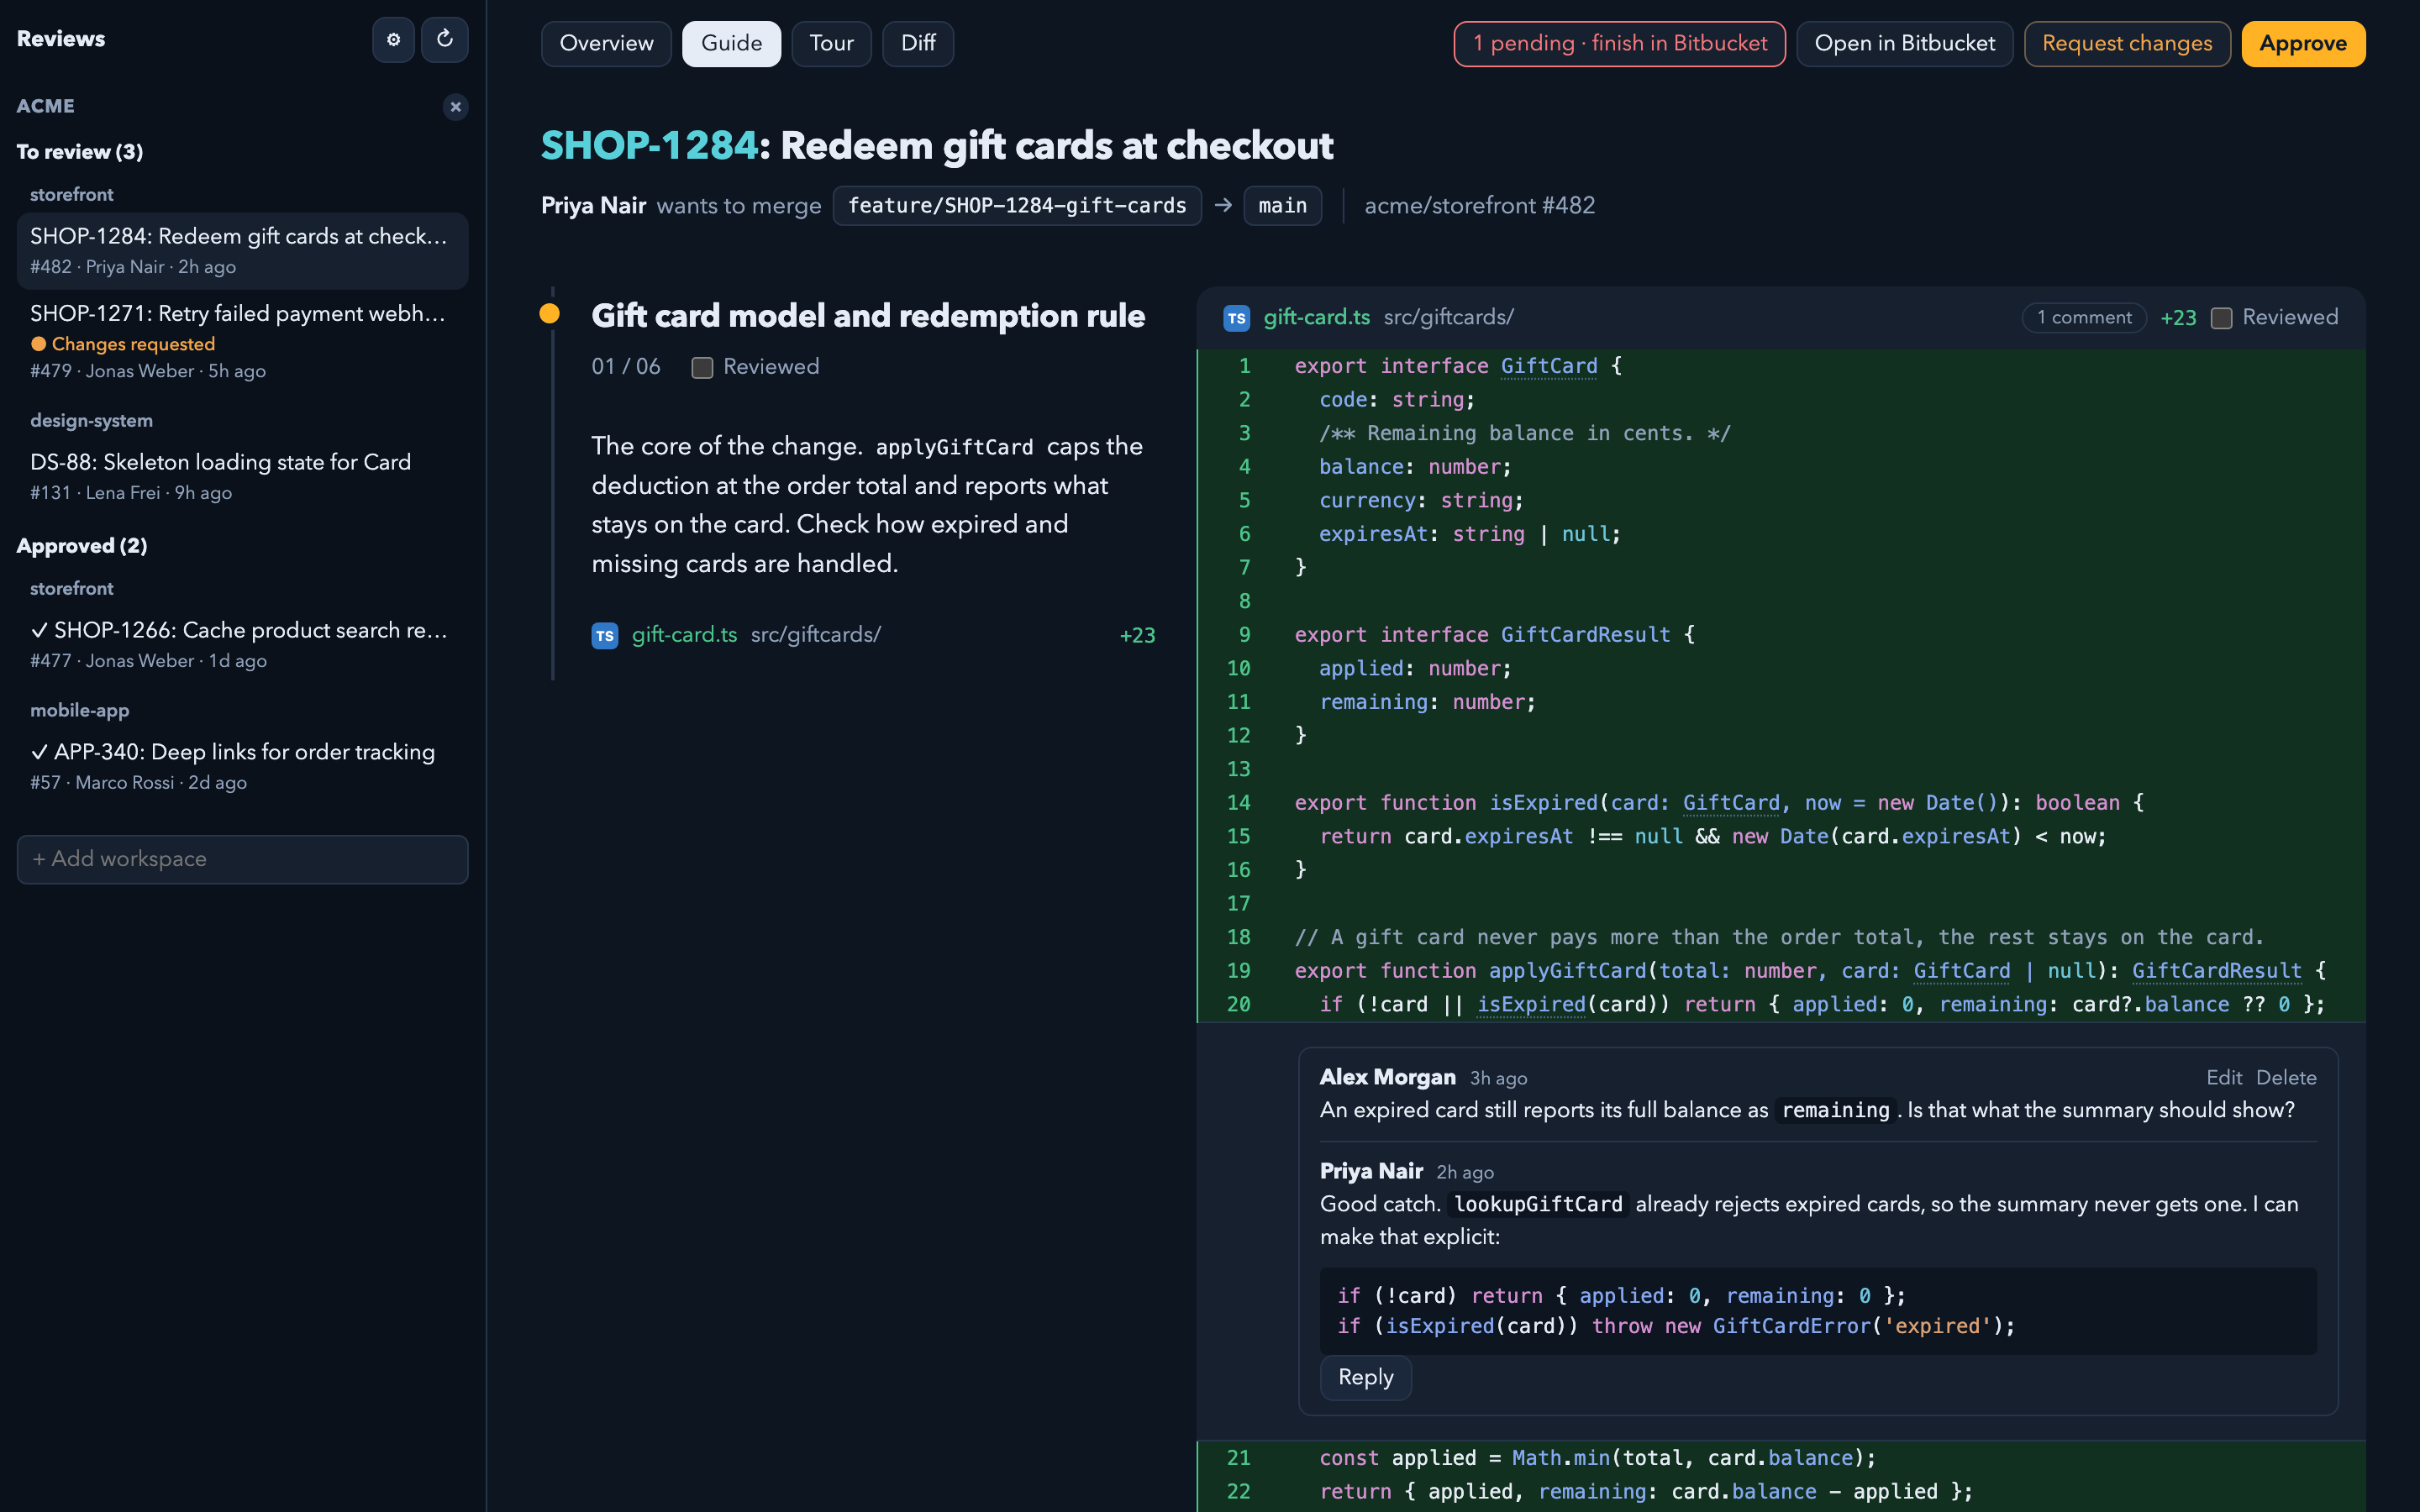 Reviews
ACME
To review (3)
storefront
SHOP-1284: Redeem gift cards at check…
#482 · Priya Nair · 2h ago
SHOP-1271: Retry failed payment webh…
Changes requested
#479 · Jonas Weber · 5h ago
design-system
DS-88: Skeleton loading state for Card
#131 · Lena Frei · 9h ago
Approved (2)
storefront
✓ SHOP-1266: Cache product search re…
#477 · Jonas Weber · 1d ago
mobile-app
✓ APP-340: Deep links for order tracking
#57 · Marco Rossi · 2d ago
+ Add workspace
Overview Guide Tour Diff
1 pending · finish in Bitbucket Open in Bitbucket Request changes Approve
SHOP-1284: Redeem gift cards at checkout
Priya Nair wants to merge feature/SHOP-1284-gift-cards → main acme/storefront #482
Gift card model and redemption rule
01 / 06 Reviewed
The core of the change. applyGiftCard caps the
deduction at the order total and reports what
stays on the card. Check how expired and
missing cards are handled.
TS gift-card.ts src/giftcards/ +23
TS gift-card.ts src/giftcards/ 1 comment +23 Reviewed
1 export interface GiftCard {
2   code: string;
3   /** Remaining balance in cents. */
4   balance: number;
5   currency: string;
6   expiresAt: string | null;
7 }
8
9 export interface GiftCardResult {
10   applied: number;
11   remaining: number;
12 }
13
14 export function isExpired(card: GiftCard, now = new Date()): boolean {
15   return card.expiresAt !== null && new Date(card.expiresAt) < now;
16 }
17
18 // A gift card never pays more than the order total, the rest stays on the card.
19 export function applyGiftCard(total: number, card: GiftCard | null): GiftCardResult {
20   if (!card || isExpired(card)) return { applied: 0, remaining: card?.balance ?? 0 };
Alex Morgan 3h ago Edit Delete
An expired card still reports its full balance as remaining. Is that what the summary should show?
Priya Nair 2h ago
Good catch. lookupGiftCard already rejects expired cards, so the summary never gets one. I can
make that explicit:
if (!card) return { applied: 0, remaining: 0 };
if (isExpired(card)) throw new GiftCardError('expired');
Reply
21   const applied = Math.min(total, card.balance);
22   return { applied, remaining: card.balance - applied };